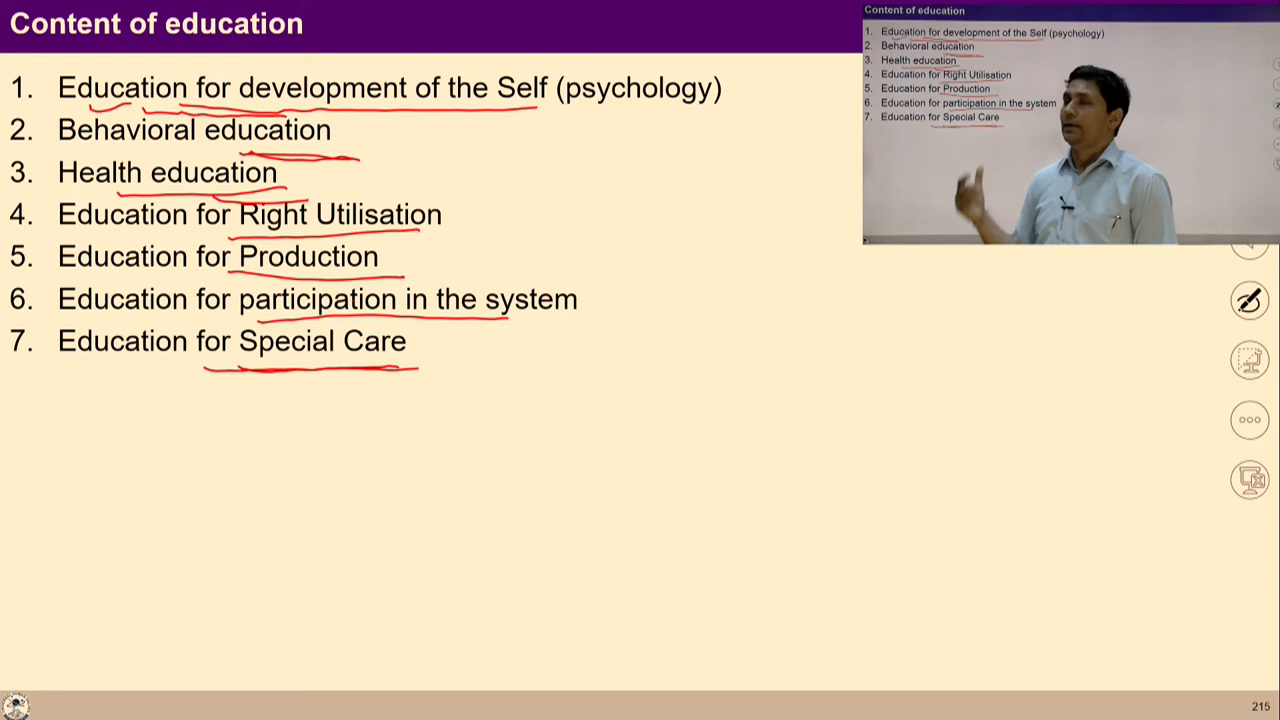 Content of education
1. Education for development of the Self (psychology)
2. Behavioral education
3. Health education
4. Education for Right Utilisation
5. Education for Production
6. Education for participation in the system
7. Education for Special Care
Content of education
1. Education for development of the Self (psychology)
2. Behavioral education
3. Health education
4. Education for Right Utilisation
5. Education for Production
6. Education for participation in the system
7. Education for Special Care
215